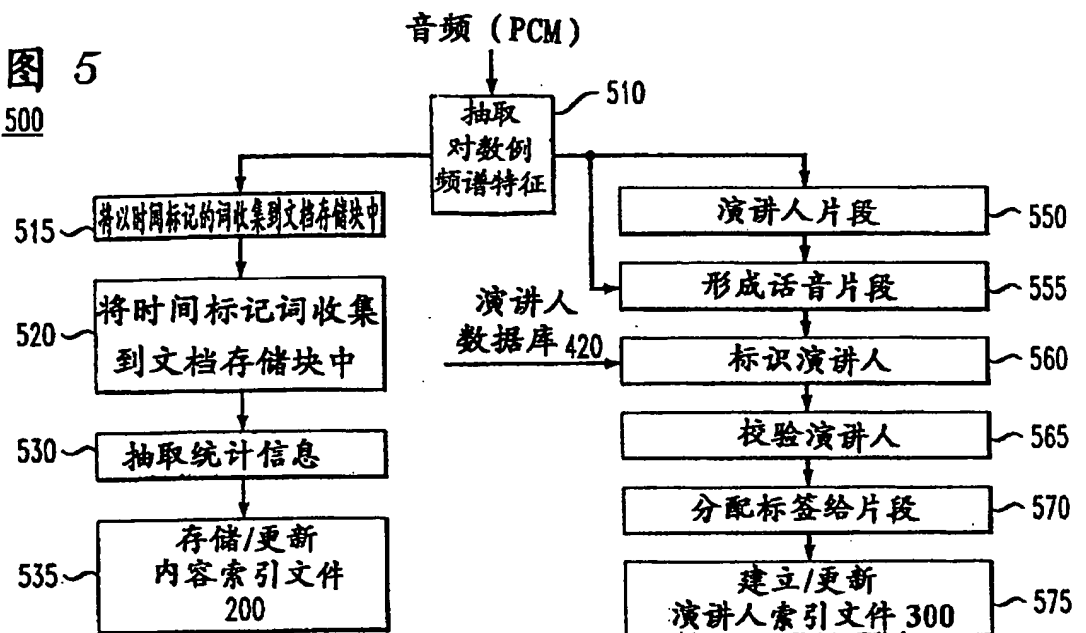 音频 (PCM)
图 5
500
抽取
对数例
频谱特征
510
将以时间标记的词收集到文档存储块中
515
将时间标记词收集
到文档存储块中
520
抽取统计信息
530
存储/更新
内容索引文件
200
535
演讲人片段
550
形成话音片段
555
演讲人
数据库 420
标识演讲人
560
校验演讲人
565
分配标签给片段
570
建立/更新
演讲人索引文件 300
575